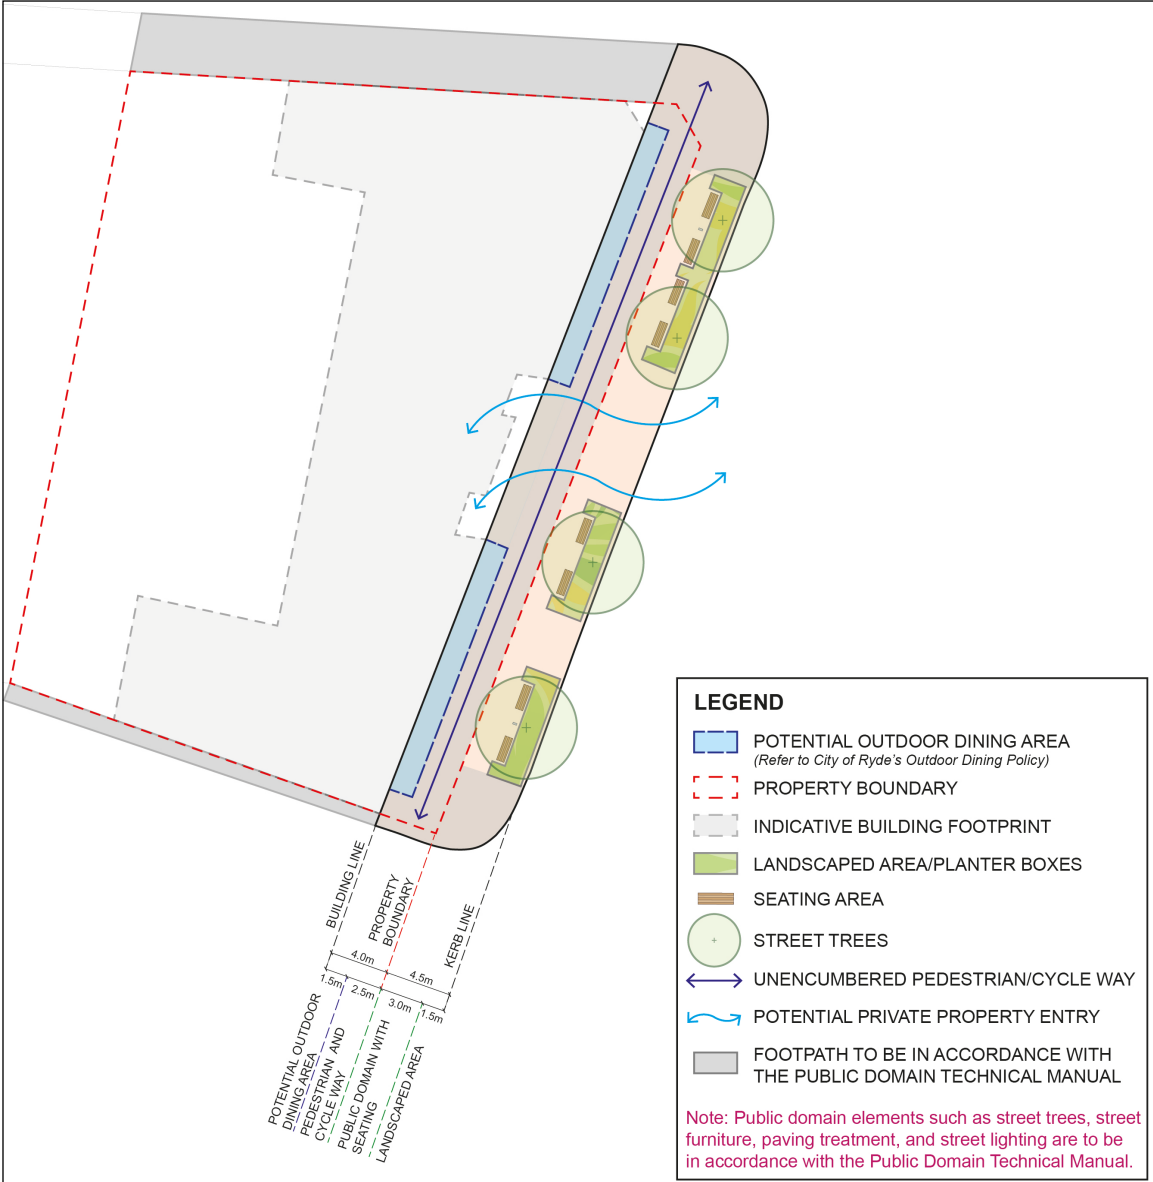 LEGEND
POTENTIAL OUTDOOR DINING AREA
(Refer to City of Ryde's Outdoor Dining Policy)
PROPERTY BOUNDARY
INDICATIVE BUILDING FOOTPRINT
LANDSCAPED AREA/PLANTER BOXES
SEATING AREA
STREET TREES
UNENCUMBERED PEDESTRIAN/CYCLE WAY
POTENTIAL PRIVATE PROPERTY ENTRY
FOOTPATH TO BE IN ACCORDANCE WITH
THE PUBLIC DOMAIN TECHNICAL MANUAL
Note: Public domain elements such as street trees, street
furniture, paving treatment, and street lighting are to be
in accordance with the Public Domain Technical Manual.
BUILDING LINE
PROPERTY
BOUNDARY
KERB LINE
4.0m
4.5m
1.5m
2.5m
3.0m
1.5m
POTENTIAL OUTDOOR
DINING AREA
PEDESTRIAN AND
CYCLE WAY
PUBLIC DOMAIN WITH
SEATING
LANDSCAPED AREA